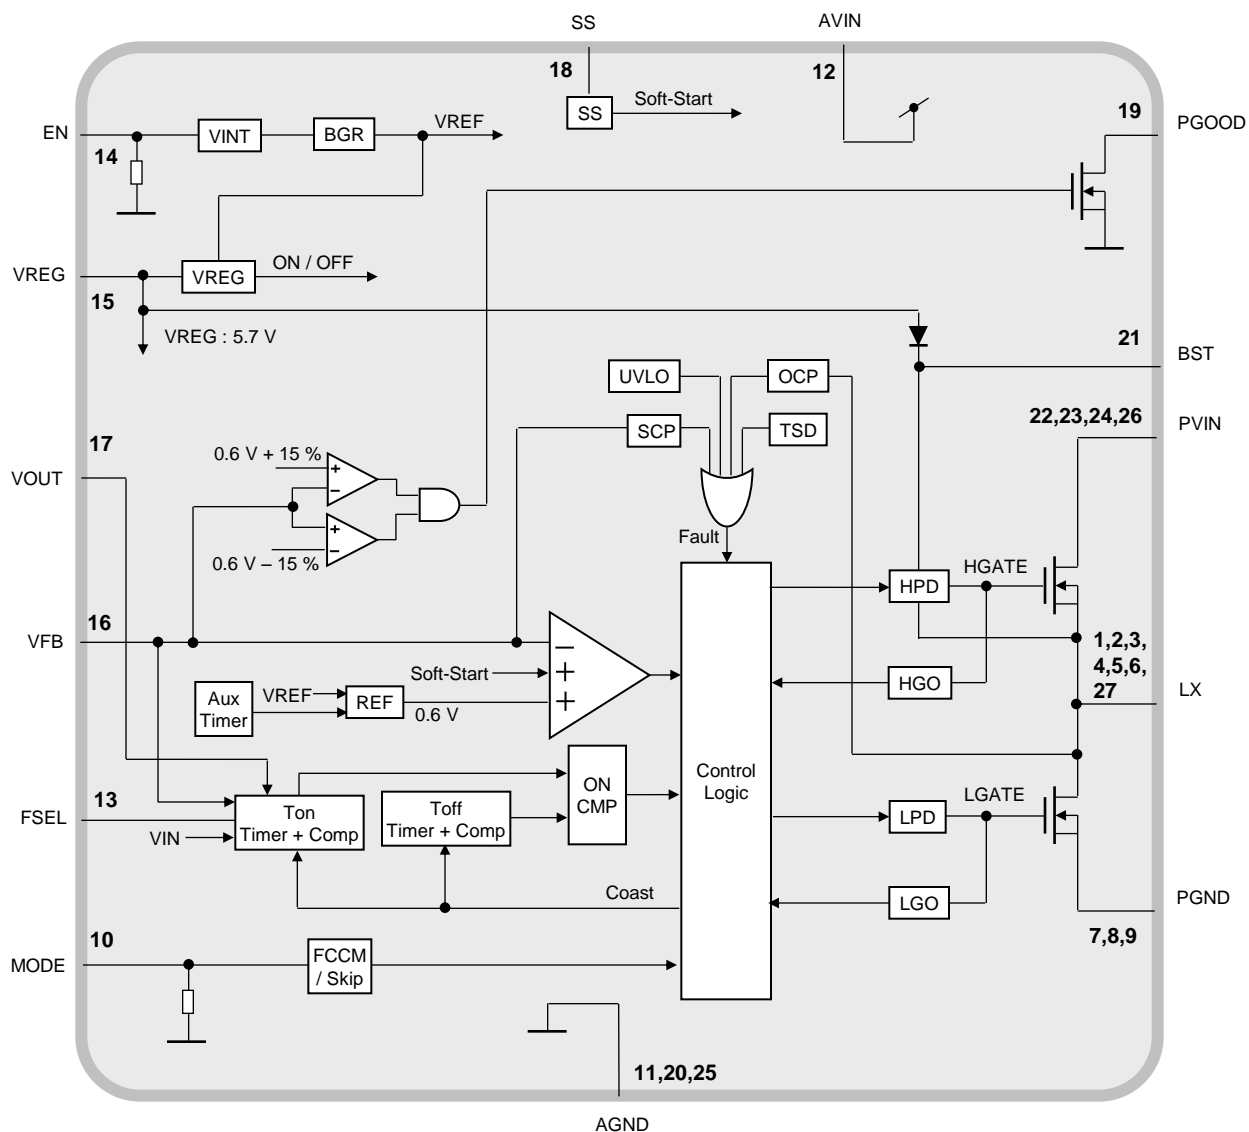 SS
AVIN
18
12
SS
Soft-Start
19
PGOOD
EN
VINT
BGR
VREF
14
VREG
VREG
ON / OFF
15
VREG : 5.7 V
21
BST
UVLO
OCP
22,23,24,26
PVIN
SCP
TSD
17
VOUT
0.6 V + 15 %
+
−
+
−
0.6 V – 15 %
Fault
HPD
HGATE
16
VFB
−
+
+
Soft-Start
1,2,3,
4,5,6,
27
LX
HGO
Aux
Timer
VREF
REF
0.6 V
Control
Logic
ON
CMP
13
FSEL
VIN
Ton
Timer + Comp
Toff
Timer + Comp
LPD
LGATE
Coast
LGO
PGND
7,8,9
10
MODE
FCCM
/ Skip
11,20,25
AGND